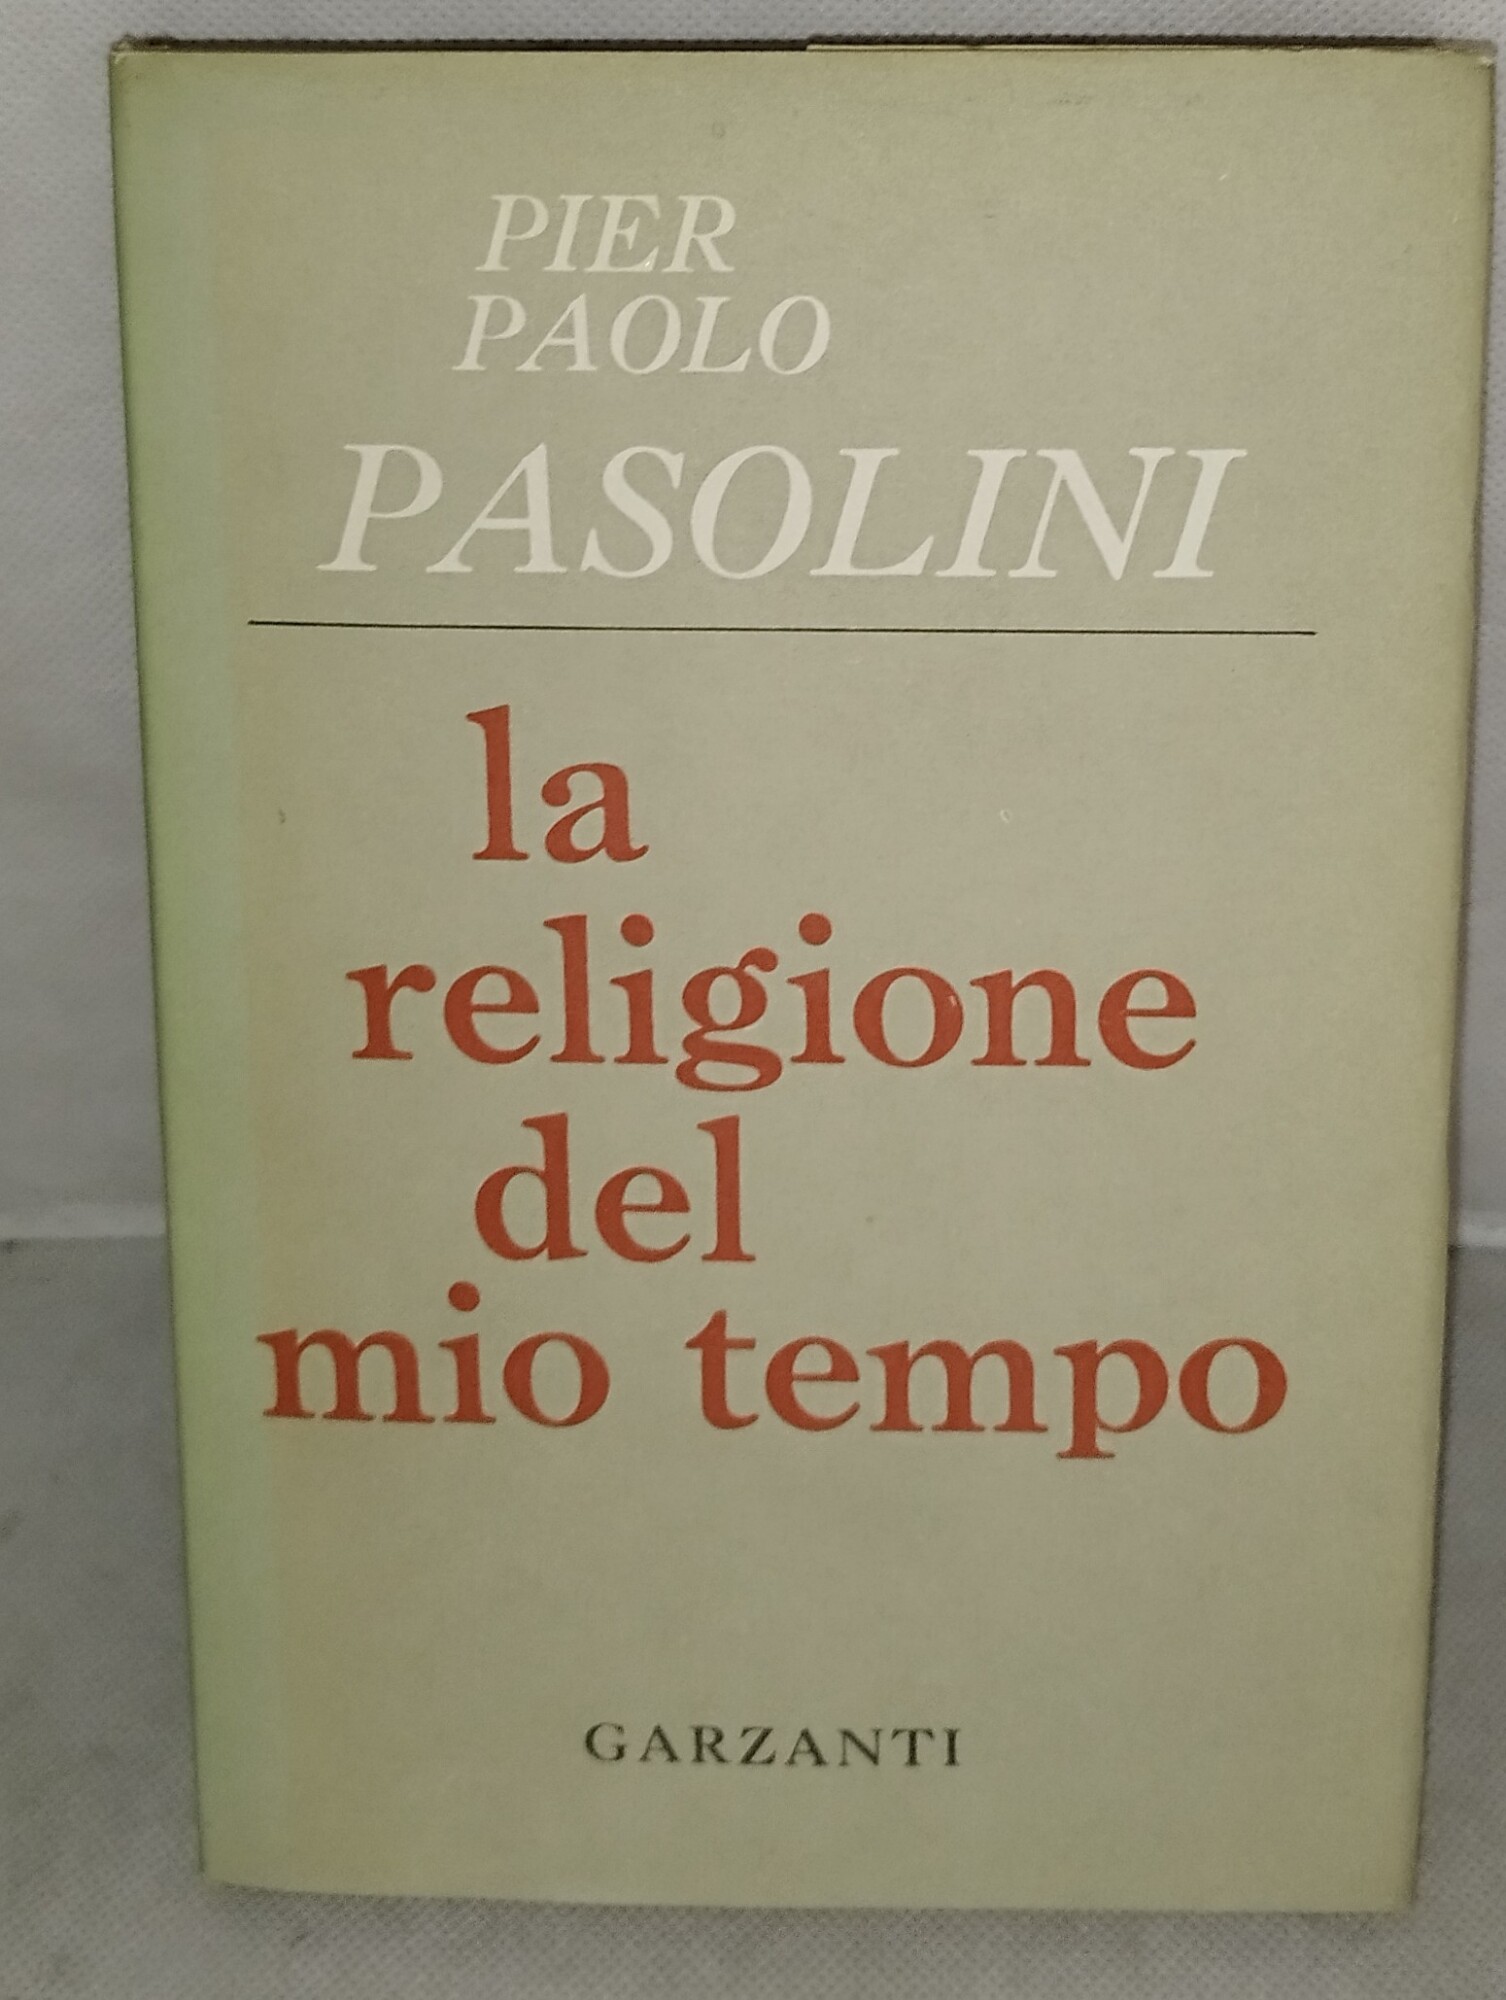 PIER
PAOLO
PASOLINI
la
religione
del
mio tempo
GARZANTI